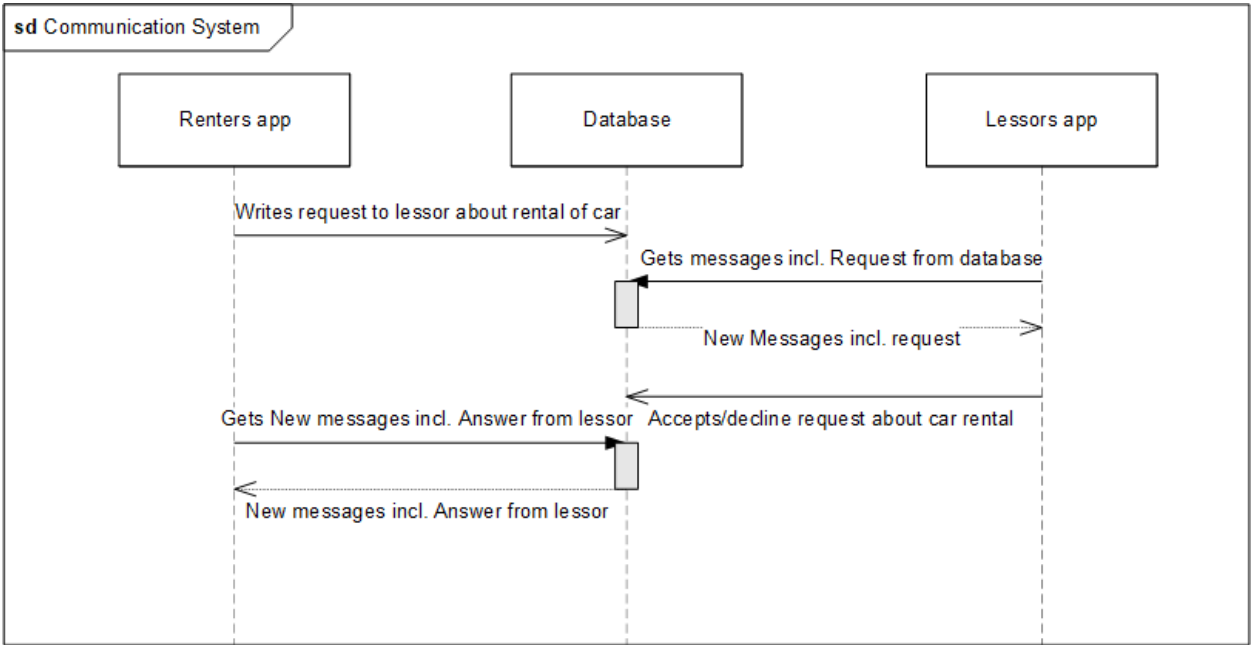 sd Communication System
Renters app
Database
Lessors app
Writes request to lessor about rental of car
Gets messages incl. Request from database
New Messages incl. request
Gets New messages incl. Answer from lessor
Accepts/decline request about car rental
New messages incl. Answer from lessor